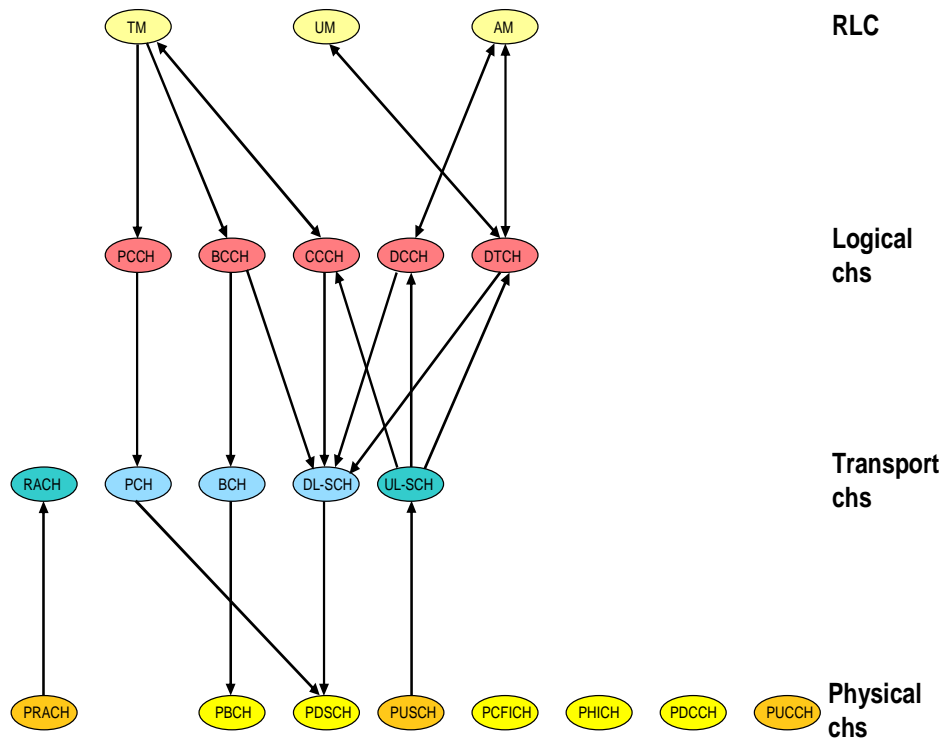 TM UM AM RLC
PCCH BCCH CCCH DCCH DTCH Logical
chs
RACH PCH BCH DL-SCH UL-SCH Transport
chs
PRACH PBCH PDSCH PUSCH PCFICH PHICH PDCCH PUCCH Physical
chs